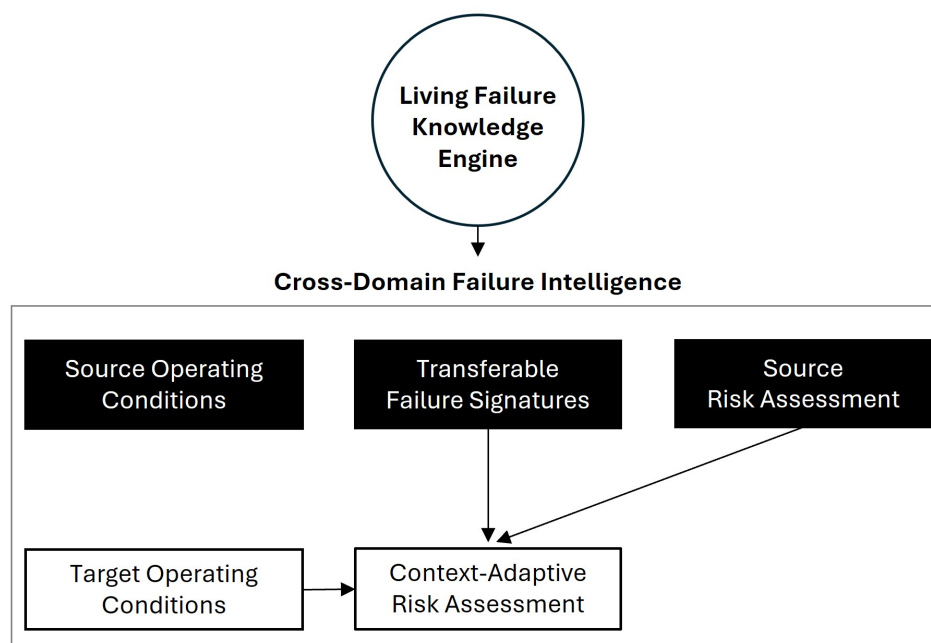 Living Failure
Knowledge
Engine
Cross-Domain Failure Intelligence
Source Operating
Conditions
Transferable
Failure Signatures
Source
Risk Assessment
Target Operating
Conditions
Context-Adaptive
Risk Assessment